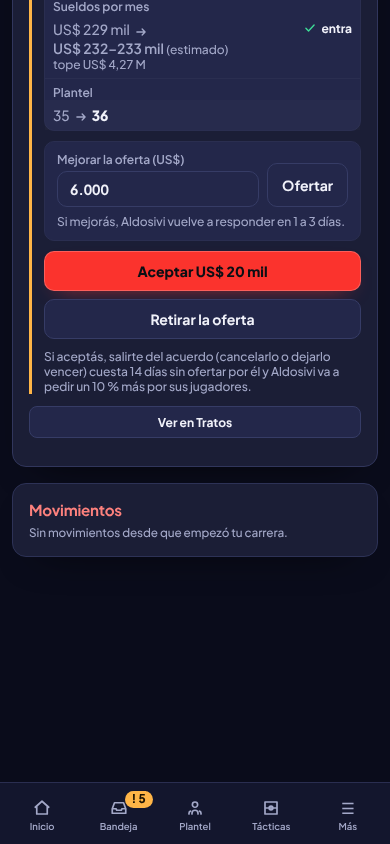 Sueldos por mes
US$ 229 mil →
✓ entra
US$ 232–233 mil (estimado)
tope US$ 4,27 M
Plantel
35 → 36
Mejorar la oferta (US$)
6.000
Ofertar
Si mejorás, Aldosivi vuelve a responder en 1 a 3 días.
Aceptar US$ 20 mil
Retirar la oferta
Si aceptás, salirte del acuerdo (cancelarlo o dejarlo
vencer) cuesta 14 días sin ofertar por él y Aldosivi va a
pedir un 10 % más por sus jugadores.
Ver en Tratos
Movimientos
Sin movimientos desde que empezó tu carrera.
! 5
Inicio
Bandeja
Plantel
Tácticas
Más